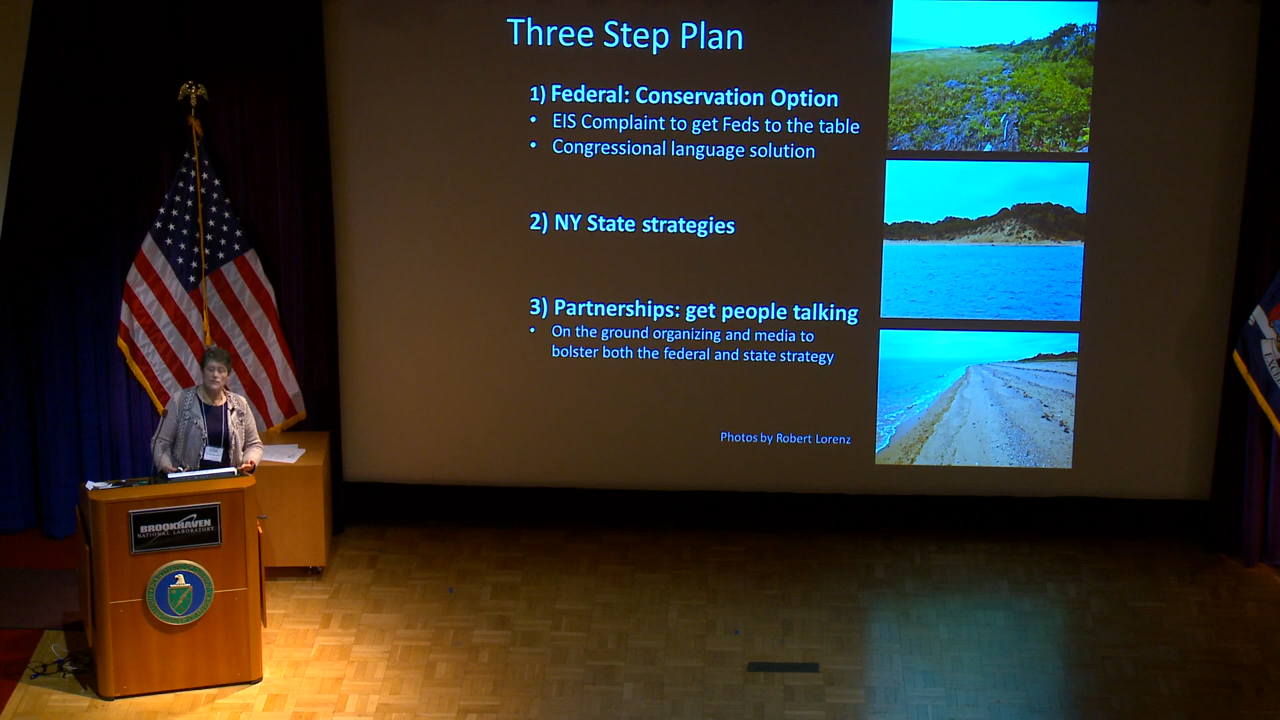 Three Step Plan
1) Federal: Conservation Option
• EIS Complaint to get Feds to the table
• Congressional language solution
2) NY State strategies
3) Partnerships: get people talking
• On the ground organizing and media to
bolster both the federal and state strategy
Photos by Robert Lorenz
BROOKHAVEN
NATIONAL LABORATORY